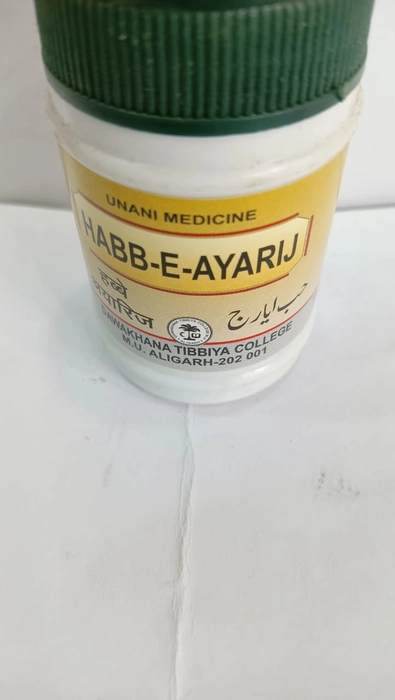 UNANI MEDICINE
HABB-E-AYARIJ
हब्बे
अयारिज
حب ایارج
DAWAKHANA TIBBIYA COLLEGE
M.U. ALIGARH-202 001